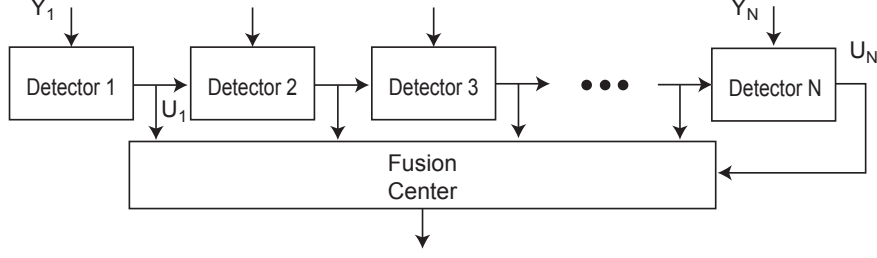 Y1
YN
Detector 1
Detector 2
Detector 3
Detector N
UN
U1
Fusion
Center